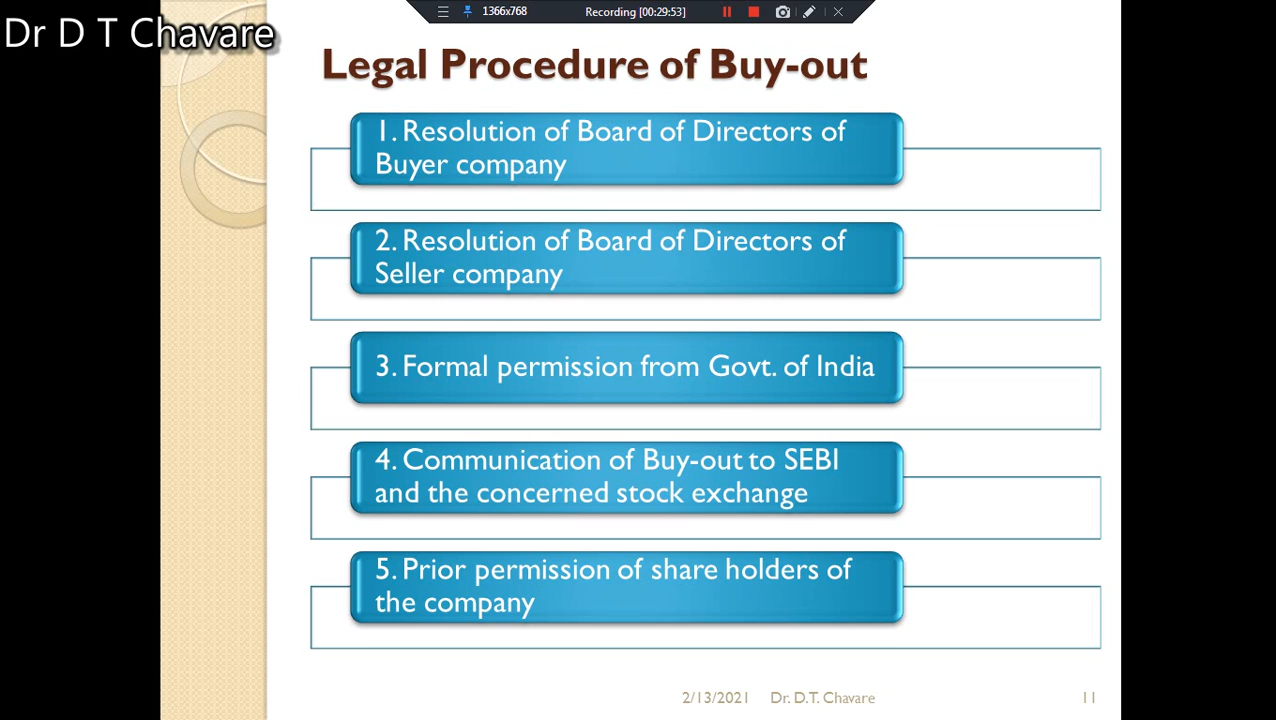 1366x768
Recording [00:29:53]
Dr D T Chavare
Legal Procedure of Buy-out
1. Resolution of Board of Directors of
Buyer company
2. Resolution of Board of Directors of
Seller company
3. Formal permission from Govt. of India
4. Communication of Buy-out to SEBI
and the concerned stock exchange
5. Prior permission of share holders of
the company
2/13/2021 Dr. D.T. Chavare 11